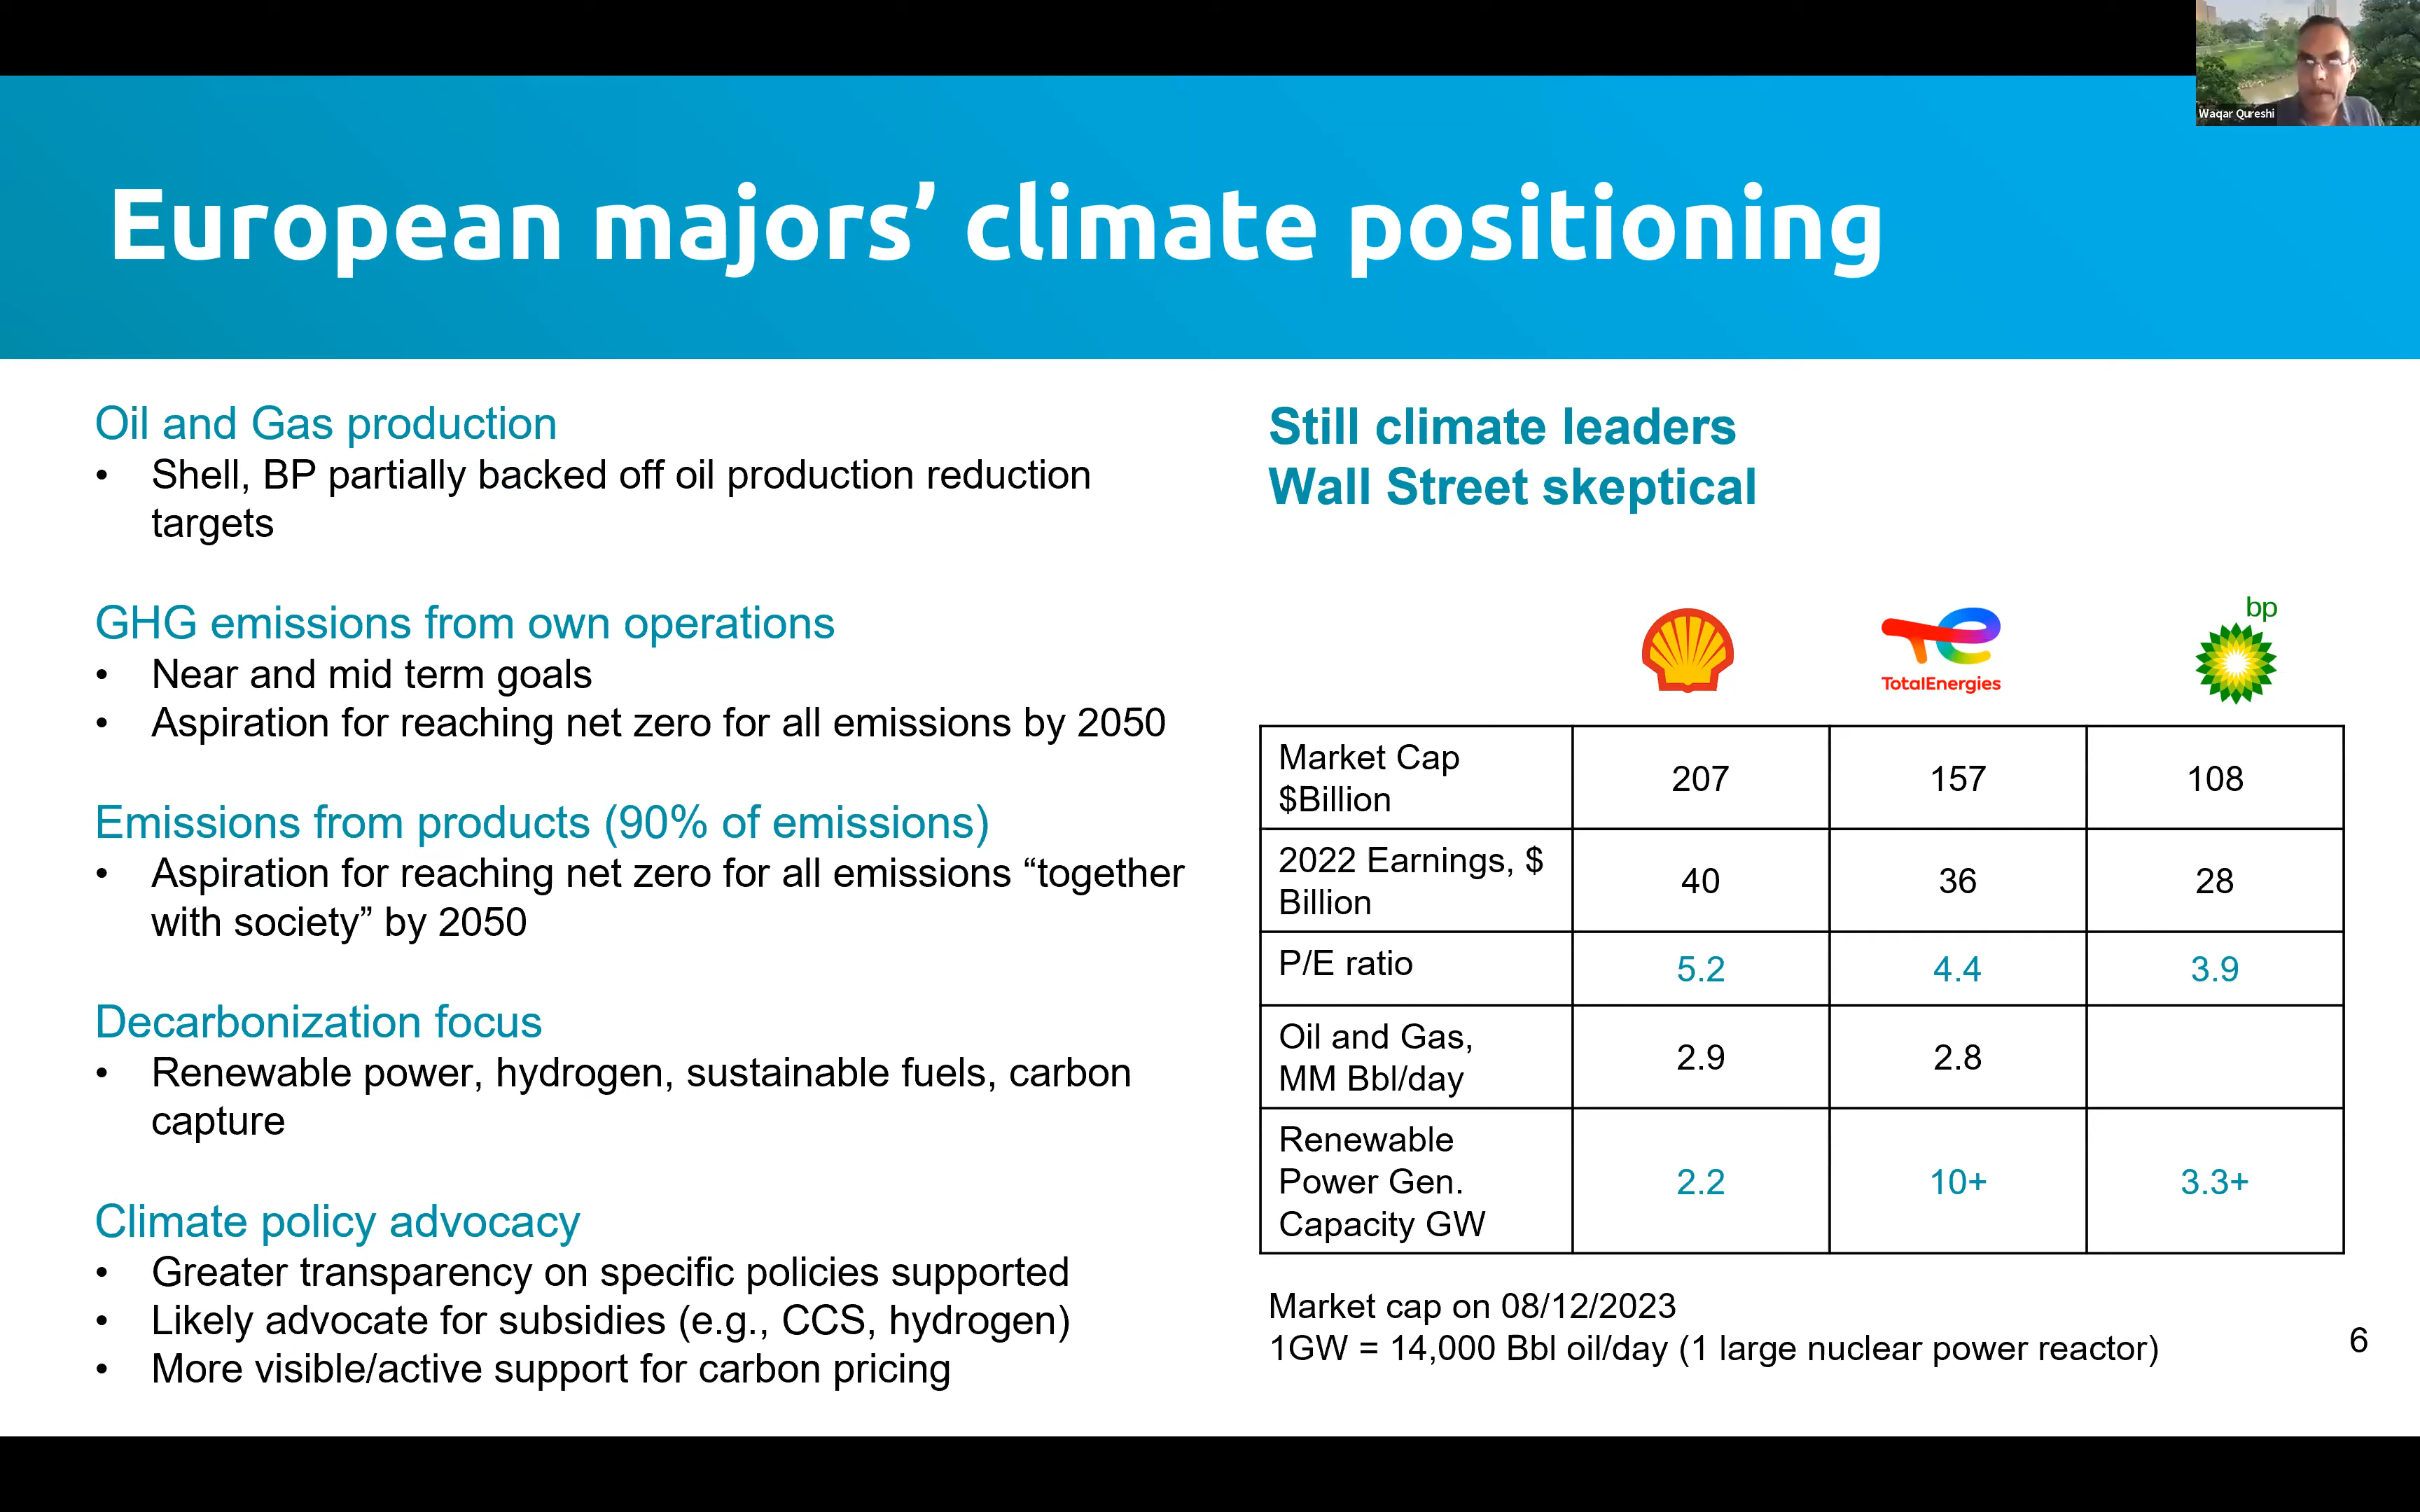 Waqar Qureshi
European majors’ climate positioning
Oil and Gas production
• Shell, BP partially backed off oil production reduction
targets
GHG emissions from own operations
• Near and mid term goals
• Aspiration for reaching net zero for all emissions by 2050
Emissions from products (90% of emissions)
• Aspiration for reaching net zero for all emissions “together
with society” by 2050
Decarbonization focus
• Renewable power, hydrogen, sustainable fuels, carbon
capture
Climate policy advocacy
• Greater transparency on specific policies supported
• Likely advocate for subsidies (e.g., CCS, hydrogen)
• More visible/active support for carbon pricing
Still climate leaders
Wall Street skeptical
TotalEnergies
bp
Market Cap
$Billion
207 157 108
2022 Earnings, $
Billion
40 36 28
P/E ratio 5.2 4.4 3.9
Oil and Gas,
MM Bbl/day
2.9 2.8
Renewable
Power Gen.
Capacity GW
2.2 10+ 3.3+
Market cap on 08/12/2023
1GW = 14,000 Bbl oil/day (1 large nuclear power reactor)
6